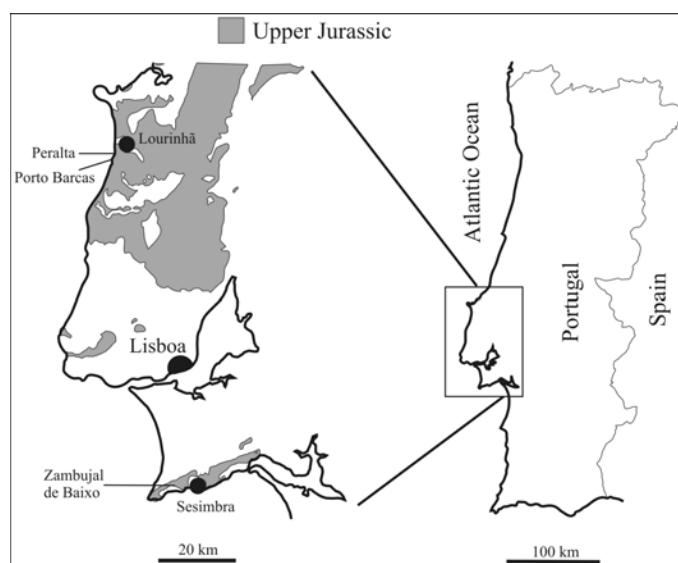 Upper Jurassic
Lourinhã
Peralta
Porto Barcas
Lisboa
Zambujal
de Baixo
Sesimbra
20 km
Atlantic Ocean
Portugal
Spain
100 km